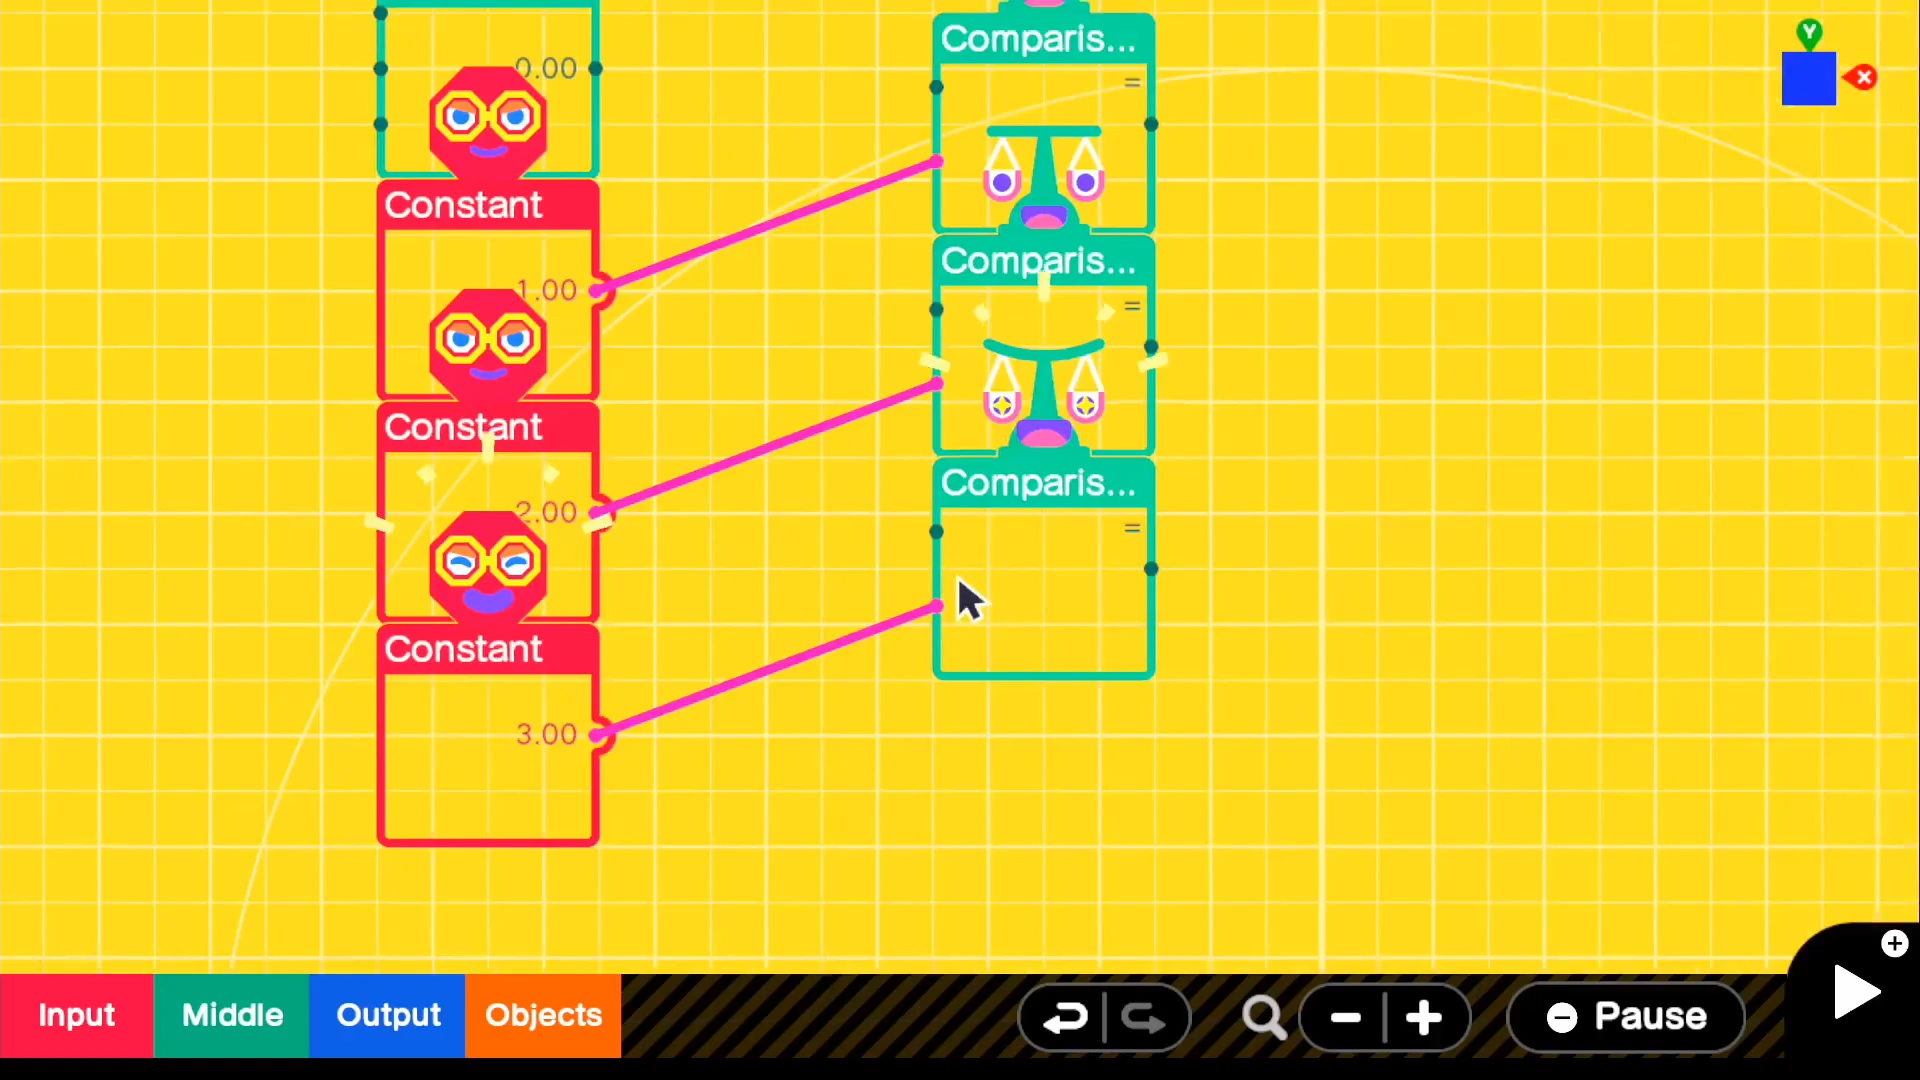 0.00
Comparis...
=
Constant
1.00
Comparis...
=
Constant
2.00
Comparis...
=
Constant
3.00
Y
X
Input
Middle
Output
Objects
Pause